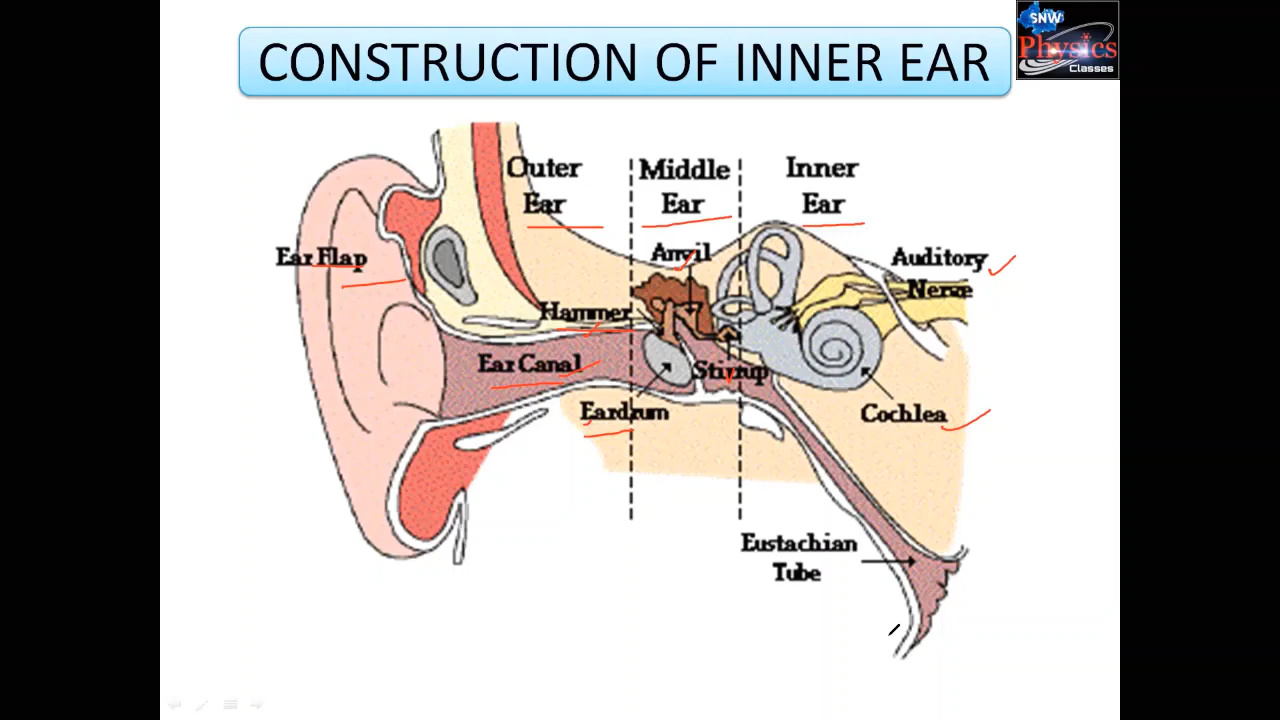 CONSTRUCTION OF INNER EAR
SNW
Physics
Classes
Outer
Ear
Middle
Ear
Inner
Ear
Ear Flap
Anvil
Auditory
Nerve
Hammer
Ear Canal
Stirrup
Eardrum
Cochlea
Eustachian
Tube